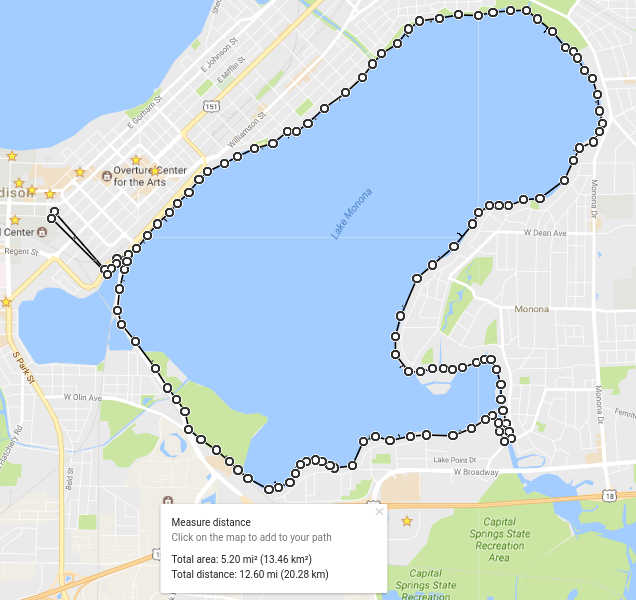 E Johnson St
E Mifflin St
E Gorham St
151
Williamson St
Overture Center
for the Arts
dison
l Center
Regent St
Lake Monona
Monona Dr
W Dean Ave
Monona
S Park St
W Olin Ave
Monona Dr
Femrite
Hatchery Rd
Beld St
Lake Point Dr
W Broadway
18
Measure distance
Click on the map to add to your path
Total area: 5.20 mi² (13.46 km²)
Total distance: 12.60 mi (20.28 km)
Capital
Springs State
Recreation
Area
Capital
Springs State
Recreation